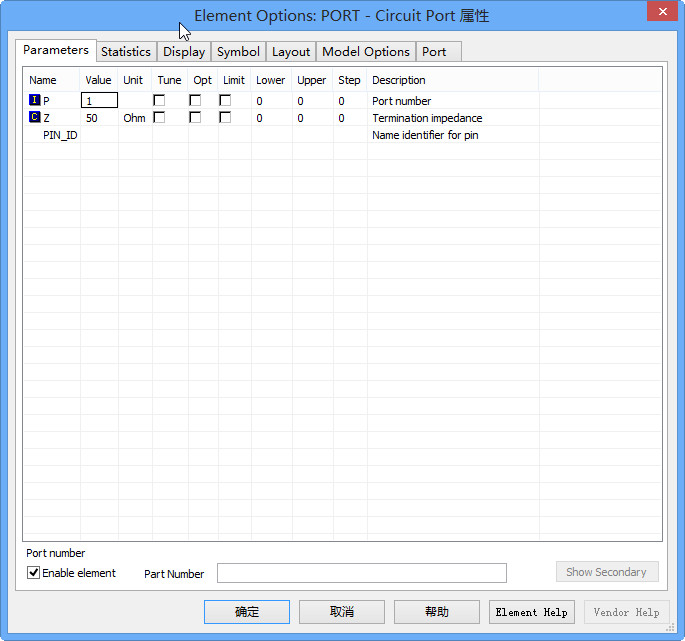 Element Options: PORT - Circuit Port 属性
Parameters Statistics Display Symbol Layout Model Options Port
Name Value Unit Tune Opt Limit Lower Upper Step Description
I P 1 0 0 0 Port number
C Z 50 Ohm 0 0 0 Termination impedance
PIN_ID Name identifier for pin
Port number
Enable element Part Number Show Secondary
确定 取消 帮助 Element Help Vendor Help